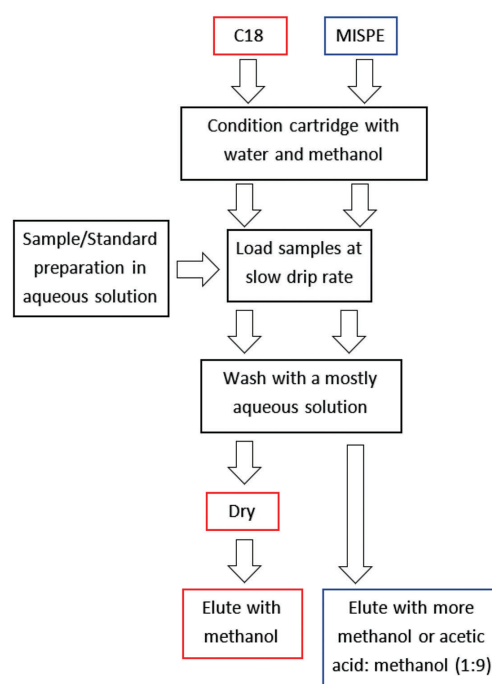 C18
MISPE
Condition cartridge with
water and methanol
Sample/Standard
preparation in
aqueous solution
Load samples at
slow drip rate
Wash with a mostly
aqueous solution
Dry
Elute with
methanol
Elute with more
methanol or acetic
acid: methanol (1:9)